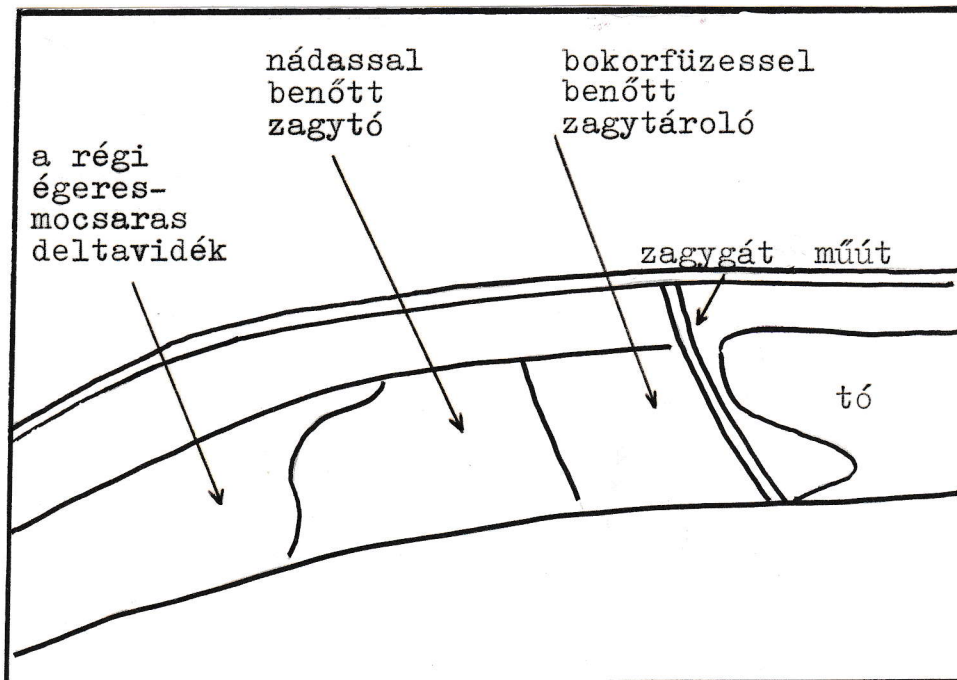 nádassal
benőtt
zagytó
bokorfüzessel
benőtt
zagytároló
a régi
égeres-
mocsaras
deltavidék
zagygát műút
tó